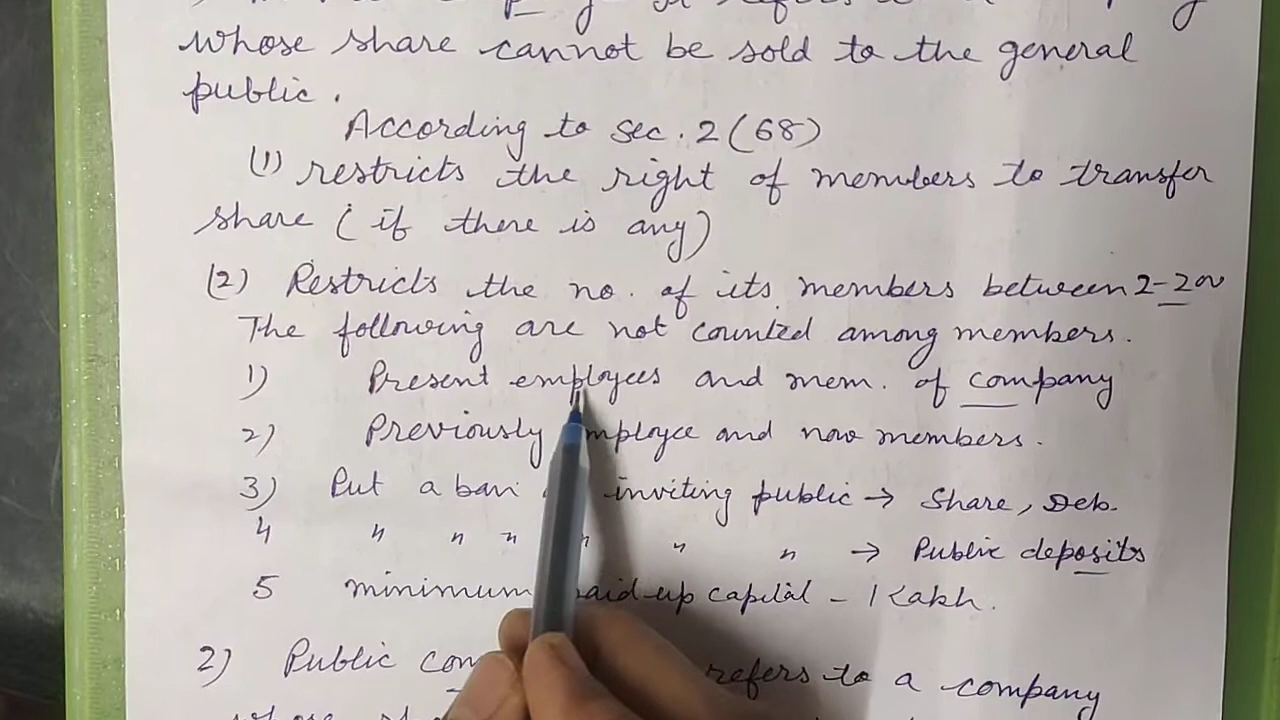 whose share cannot be sold to the general
public.
According to sec. 2(68)
(1) restricts the right of members to transfer
share (if there is any)
(2) Restricts the no. of its members between 2-200
The following are not counted among members.
1) Present employees and mem. of company
2) Previously employee and now members.
3) Put a ban inviting public → Share, Deb.
4 " " " " " " → Public deposits
5 minimum paid-up capital - 1 Lakh.
2) Public refers to a company